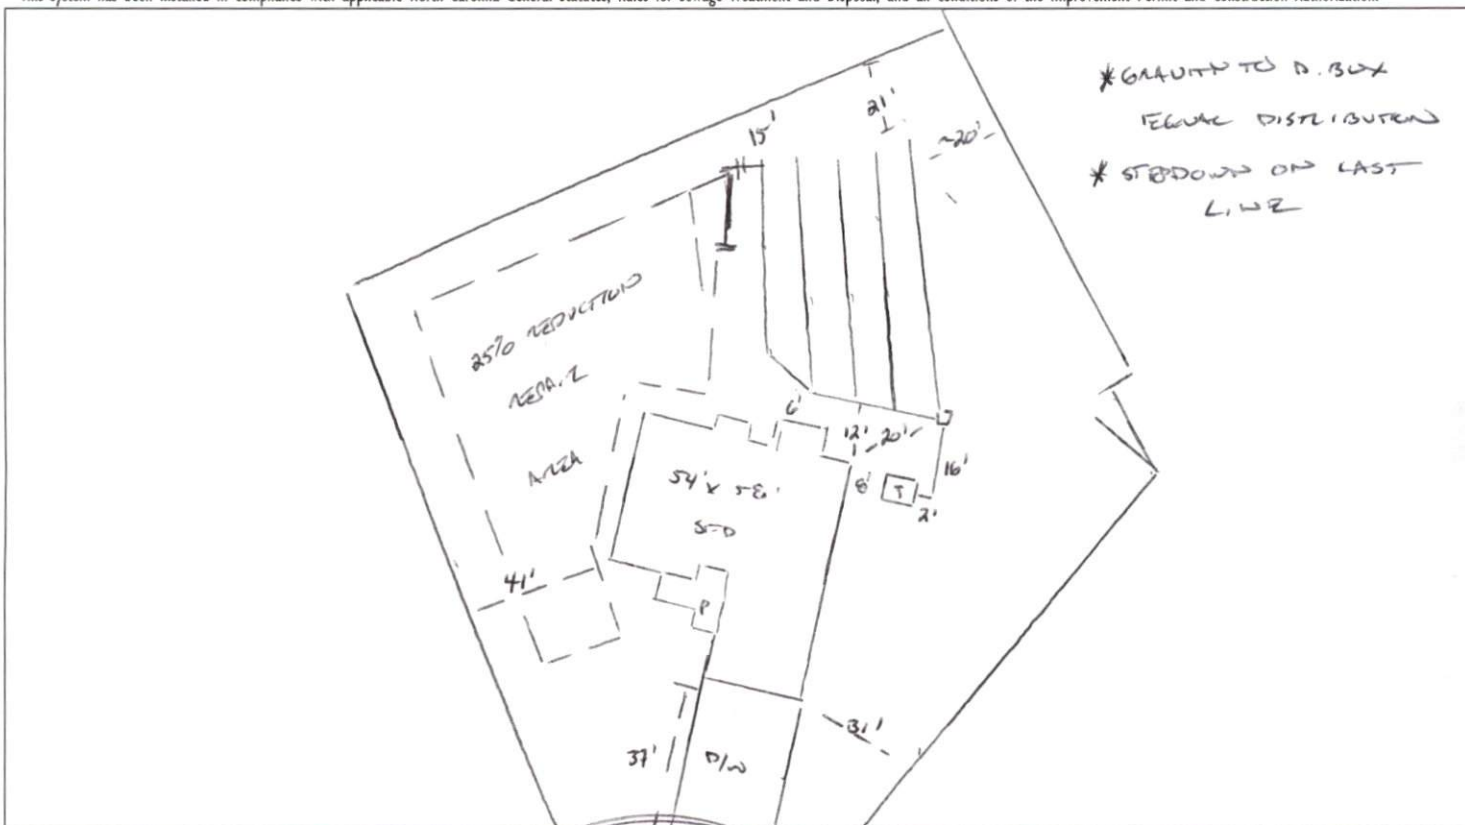 * GRAVITY TO D. BOX
EQUAL DISTRIBUTION
* STEPDOWN ON LAST
LINE
15'
21'
~20'
25% REDUCTION
REPAIR
AREA
6'
12'
20'
16'
8'
T
2'
54' x 58'
SFD
41'
P
37'
D/W
31'